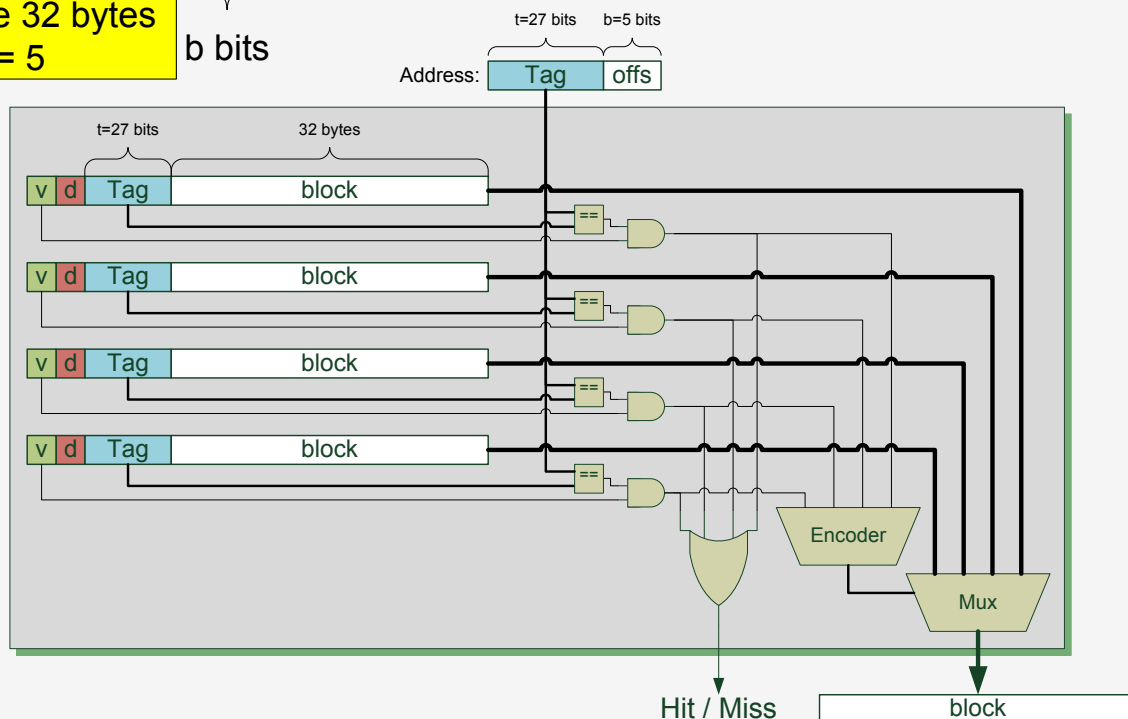 e 32 bytes
= 5
b bits
t=27 bits b=5 bits
Address: Tag offs
t=27 bits 32 bytes
v d Tag block
==
v d Tag block
==
v d Tag block
==
v d Tag block
==
Encoder
Mux
Hit / Miss
block